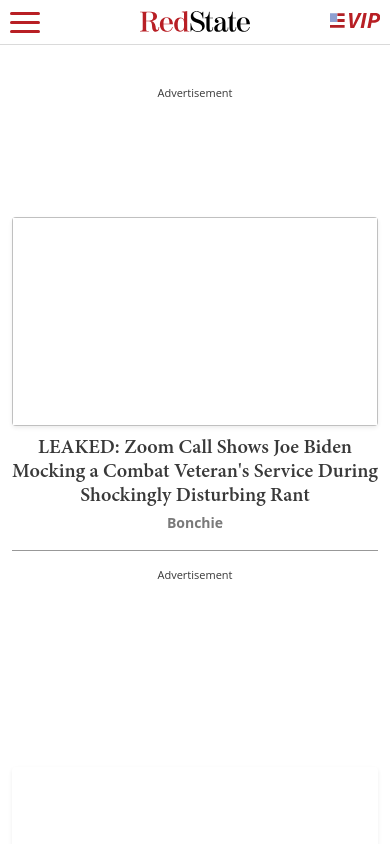 RedState
VIP
Advertisement
LEAKED: Zoom Call Shows Joe Biden
Mocking a Combat Veteran's Service During
Shockingly Disturbing Rant
Bonchie
Advertisement